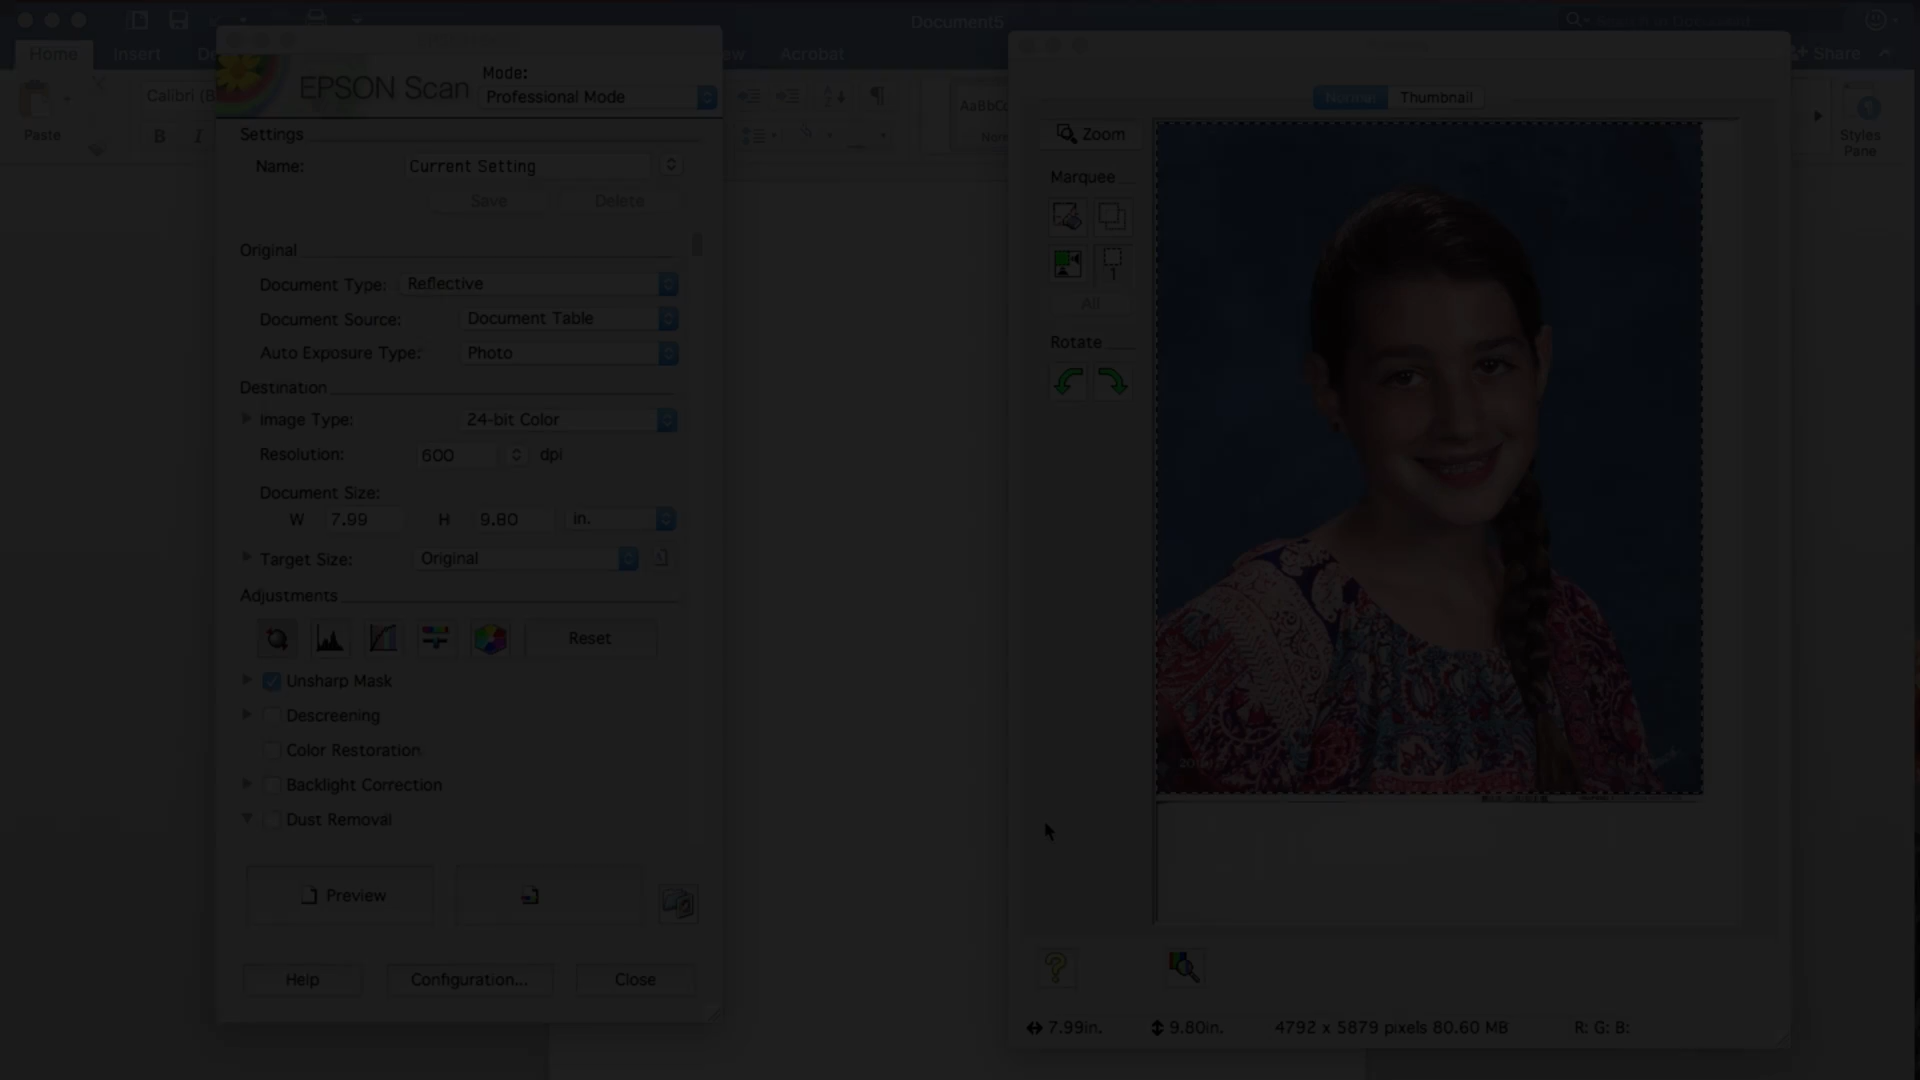 Document5
Home
Insert
Acrobat
Share
Paste
Calibri (B
B I
Styles
Pane
EPSON Scan
Mode:
Professional Mode
Settings
Name:
Current Setting
Save
Delete
Original
Document Type:
Reflective
Document Source:
Document Table
Auto Exposure Type:
Photo
Destination
Image Type:
24-bit Color
Resolution:
600
dpi
Document Size:
W
7.99
H
9.80
in.
Target Size:
Original
Adjustments
Reset
Unsharp Mask
Descreening
Color Restoration
Backlight Correction
Dust Removal
Preview
Help
Configuration...
Close
Normal
Thumbnail
Zoom
Marquee
All
Rotate
7.99in.
9.80in.
4792 x 5879 pixels 80.60 MB
R: G: B: